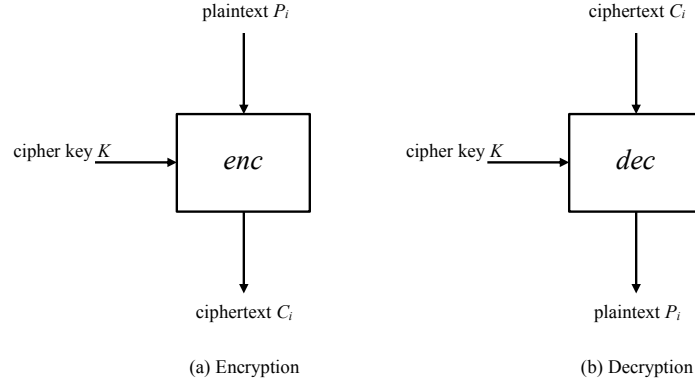 plaintext Pi
cipher key K
enc
ciphertext Ci
(a) Encryption
ciphertext Ci
cipher key K
dec
plaintext Pi
(b) Decryption